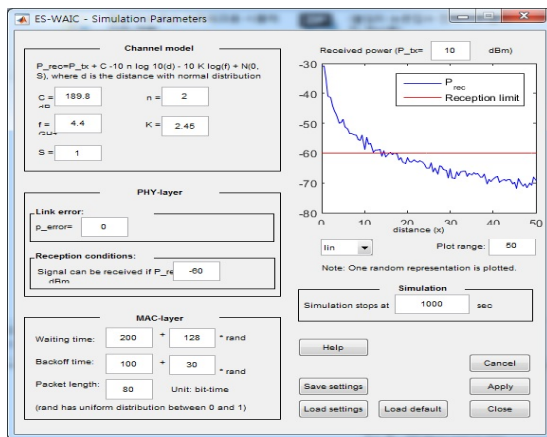 ES-WAIC - Simulation Parameters
Channel model
P_rec=P_tx + C -10 n log 10(d) - 10 K log(f) + N(0,
S), where d is the distance with normal distribution
C = 189.8 n = 2
dB
f = 4.4 K = 2.45
S = 1
PHY-layer
Link error:
p_error= 0
Reception conditions:
Signal can be received if P_re -60
dBm
MAC-layer
Waiting time: 200 + 128 * rand
Backoff time: 100 + 30 * rand
Packet length: 80 Unit: bit-time
(rand has uniform distribution between 0 and 1)
Received power (P_tx= 10 dBm)
P_rec
Reception limit
-30
-40
-50
-60
-70
-80
0 10 20 30 40 50
distance (x)
lin Plot range: 50
Note: One random representation is plotted.
Simulation
Simulation stops at 1000 sec
Help
Cancel
Save settings Apply
Load settings Load default Close